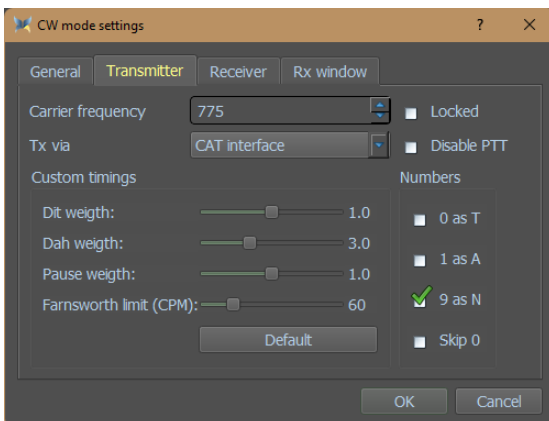 CW mode settings ? ×
General Transmitter Receiver Rx window
Carrier frequency 775 Locked
Tx via CAT interface Disable PTT
Custom timings Numbers
Dit weigth: 1.0 0 as T
Dah weigth: 3.0 1 as A
Pause weigth: 1.0 9 as N
Farnsworth limit (CPM): 60 Skip 0
Default
OK Cancel